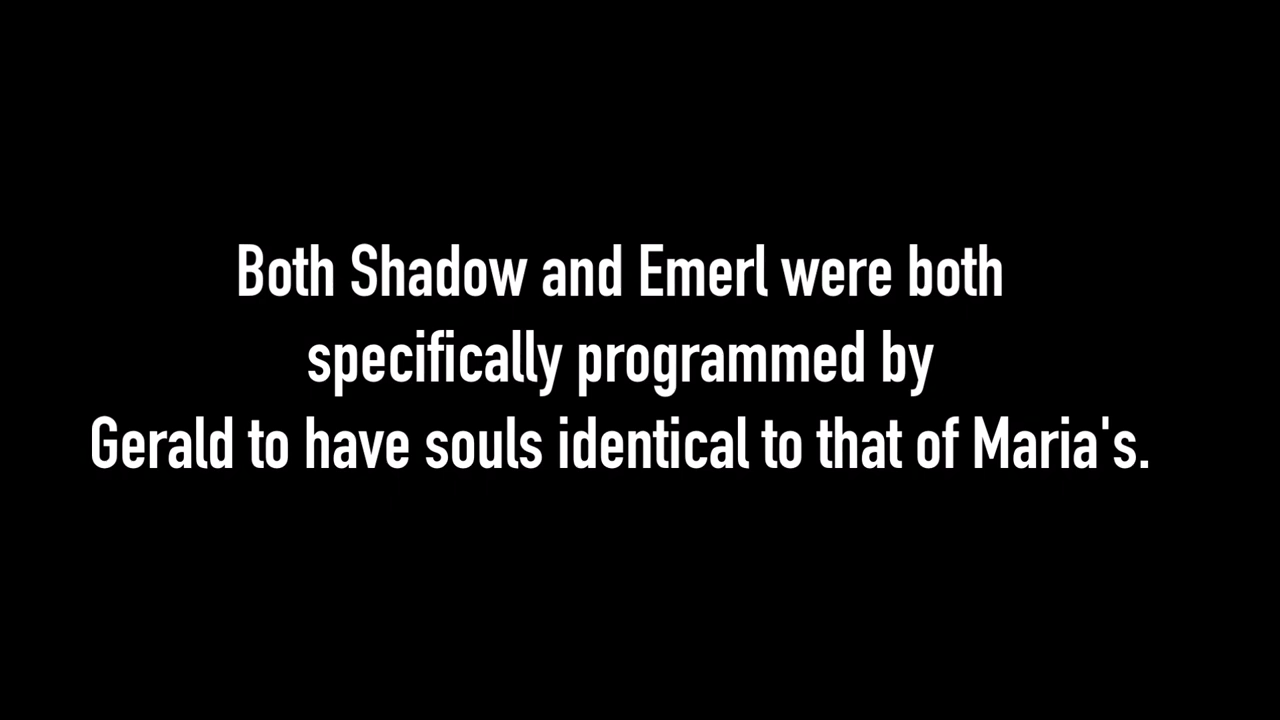 Both Shadow and Emerl were both
specifically programmed by
Gerald to have souls identical to that of Maria's.